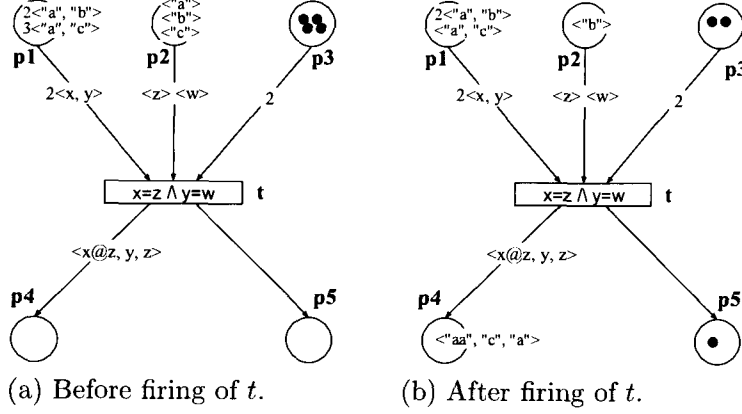 2<"a", "b">
3<"a", "c">
<"a">
<"b">
<"c">
p1
p2
p3
2<x, y>
<z> <w>
2
x=z ∧ y=w
t
<x@z, y, z>
p4
p5
(a) Before firing of t.
2<"a", "b">
<"a", "c">
<"b">
p1
p2
p3
2<x, y>
<z> <w>
2
x=z ∧ y=w
t
<x@z, y, z>
p4
p5
<"aa", "c", "a">
(b) After firing of t.